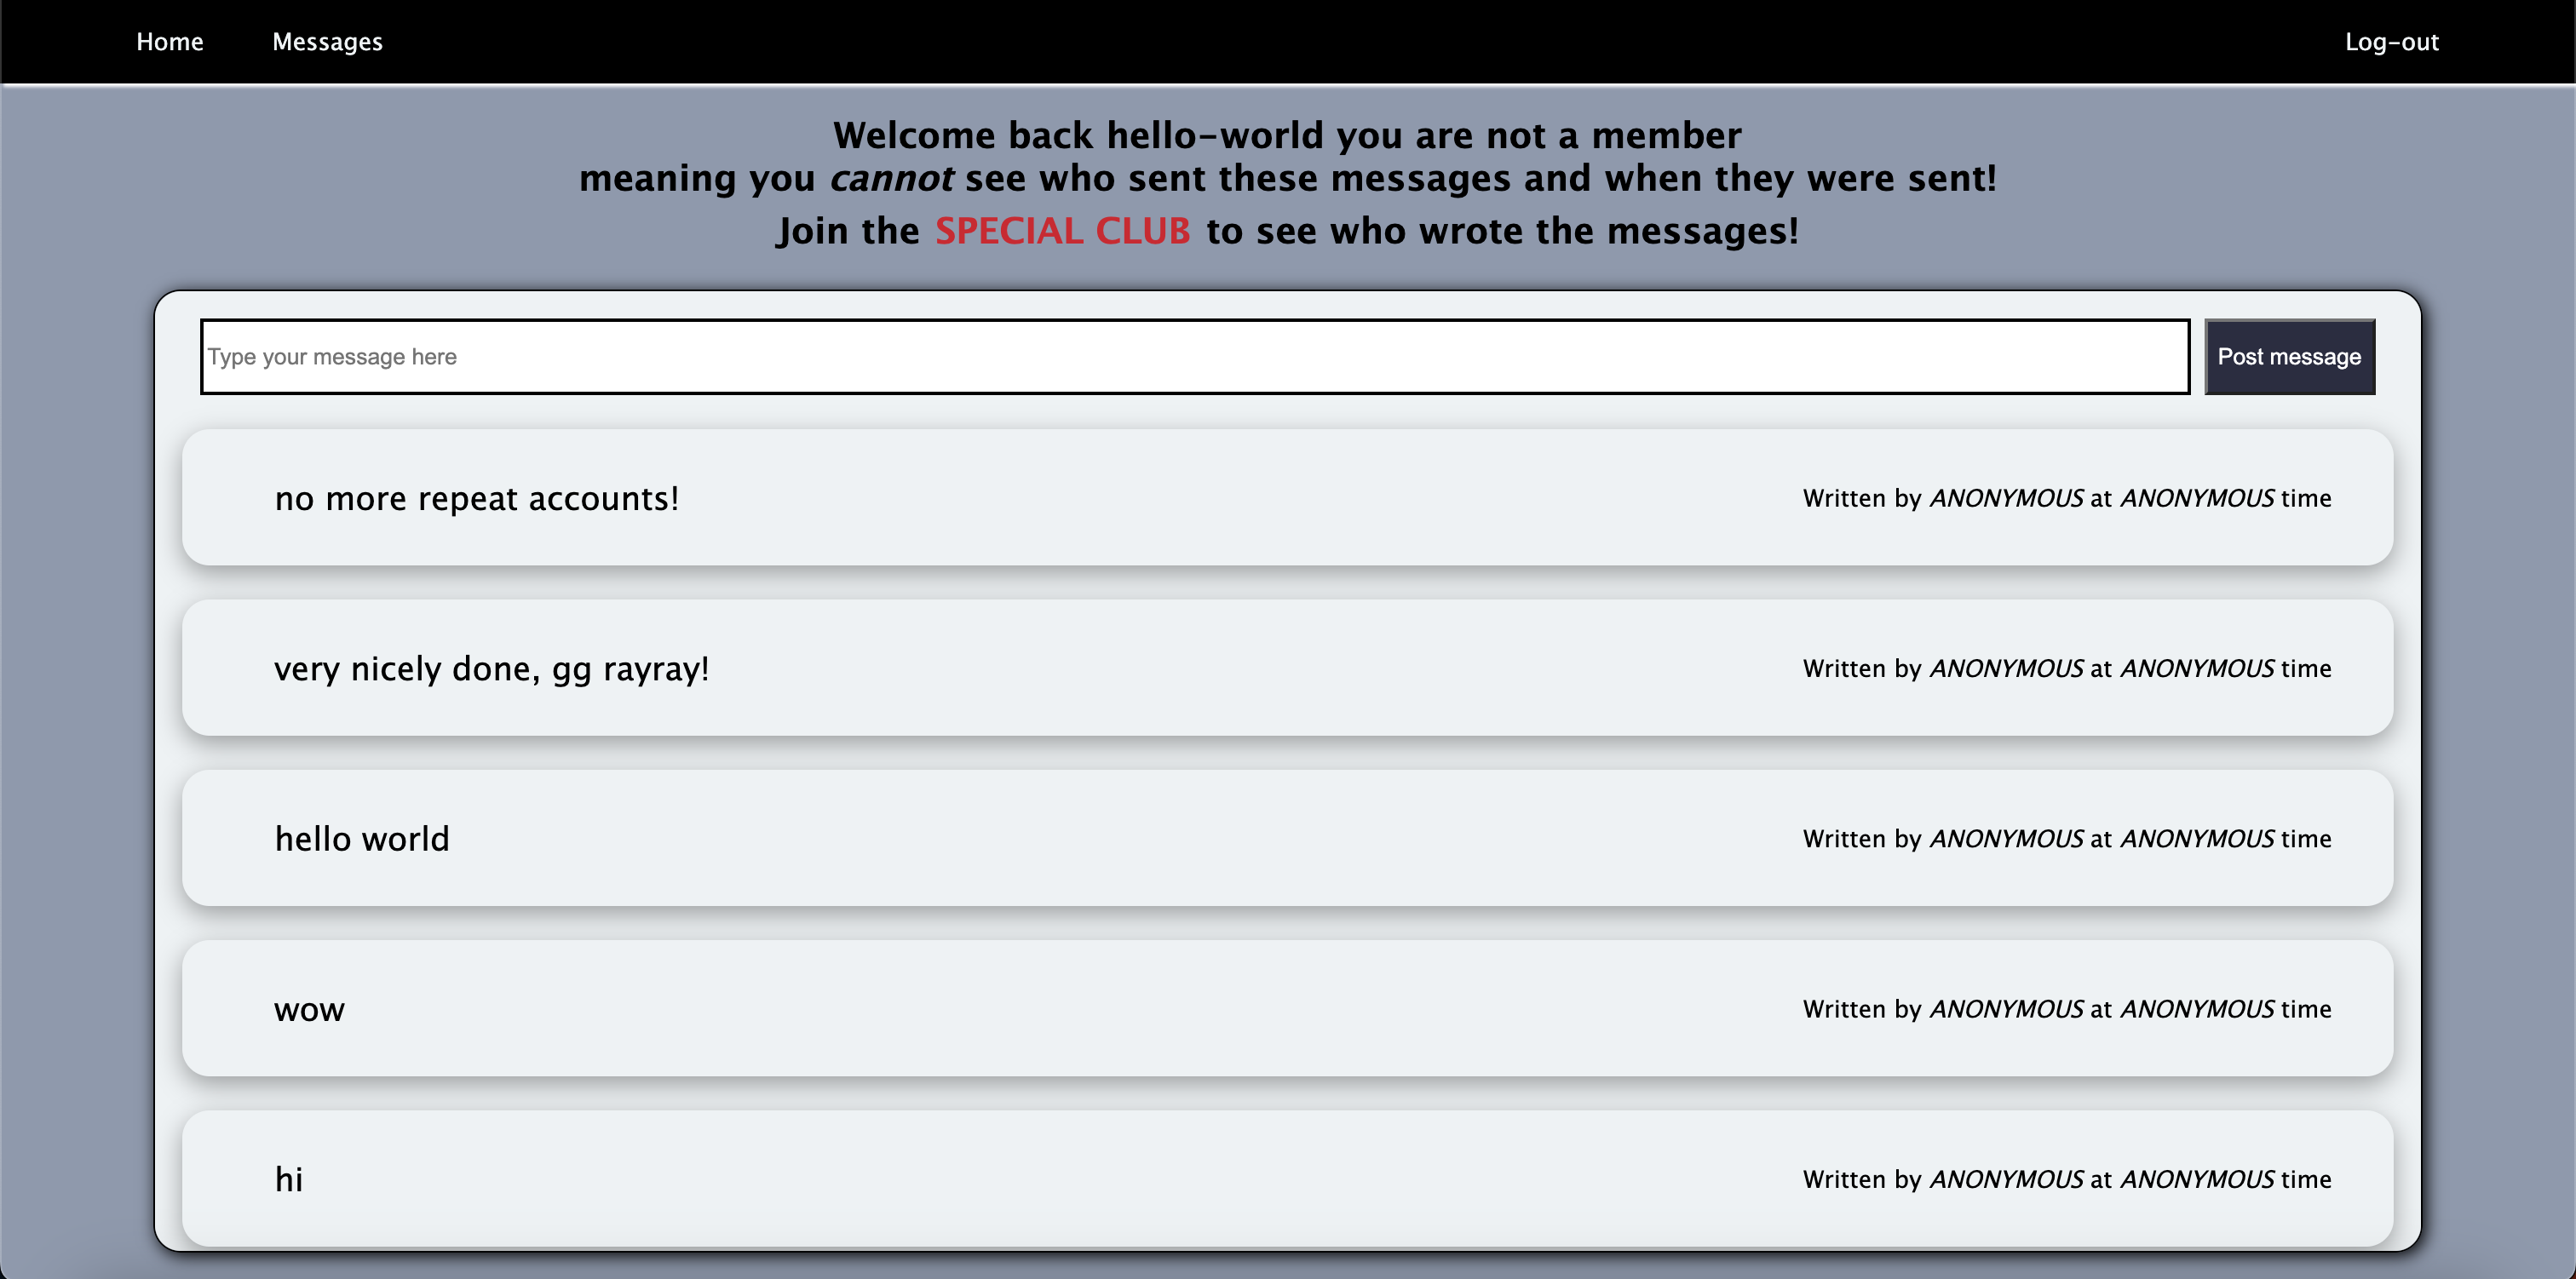 Home Messages Log-out
Welcome back hello-world you are not a member
meaning you cannot see who sent these messages and when they were sent!
Join the SPECIAL CLUB to see who wrote the messages!
Type your message here Post message
no more repeat accounts! Written by ANONYMOUS at ANONYMOUS time
very nicely done, gg rayray! Written by ANONYMOUS at ANONYMOUS time
hello world Written by ANONYMOUS at ANONYMOUS time
wow Written by ANONYMOUS at ANONYMOUS time
hi Written by ANONYMOUS at ANONYMOUS time